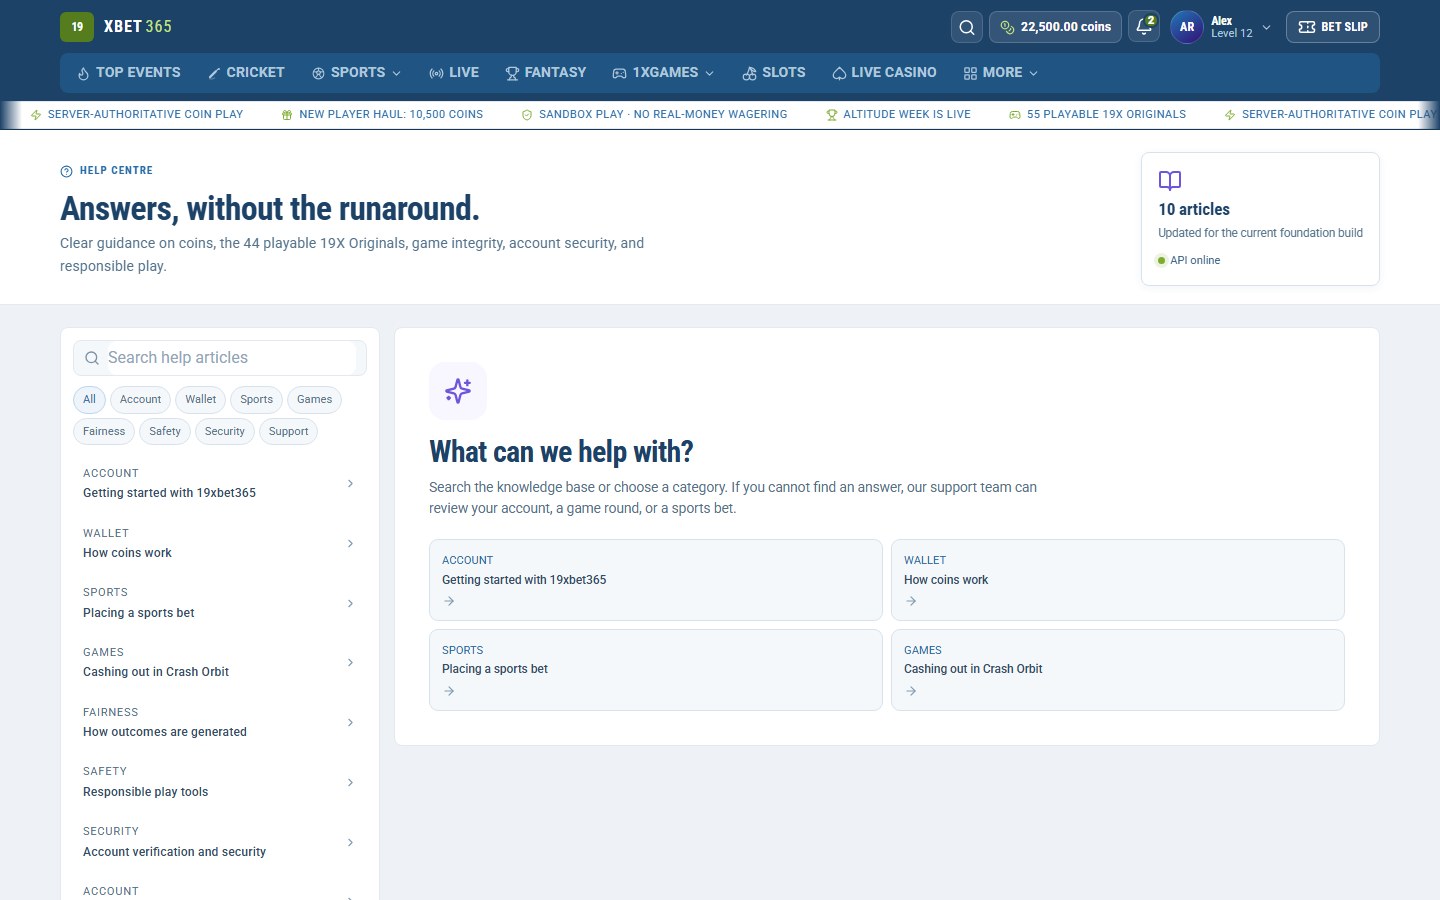 19 XBET 365
22,500.00 coins
2
AR
Alex
Level 12
BET SLIP
TOP EVENTS CRICKET SPORTS LIVE FANTASY 1XGAMES SLOTS LIVE CASINO MORE
SERVER-AUTHORITATIVE COIN PLAY NEW PLAYER HAUL: 10,500 COINS SANDBOX PLAY · NO REAL-MONEY WAGERING ALTITUDE WEEK IS LIVE 55 PLAYABLE 19X ORIGINALS SERVER-AUTHORITATIVE COIN PLAY
HELP CENTRE
Answers, without the runaround.
Clear guidance on coins, the 44 playable 19X Originals, game integrity, account security, and
responsible play.
10 articles
Updated for the current foundation build
API online
Search help articles
All Account Wallet Sports Games
Fairness Safety Security Support
ACCOUNT
Getting started with 19xbet365
WALLET
How coins work
SPORTS
Placing a sports bet
GAMES
Cashing out in Crash Orbit
FAIRNESS
How outcomes are generated
SAFETY
Responsible play tools
SECURITY
Account verification and security
ACCOUNT
What can we help with?
Search the knowledge base or choose a category. If you cannot find an answer, our support team can
review your account, a game round, or a sports bet.
ACCOUNT
Getting started with 19xbet365
WALLET
How coins work
SPORTS
Placing a sports bet
GAMES
Cashing out in Crash Orbit